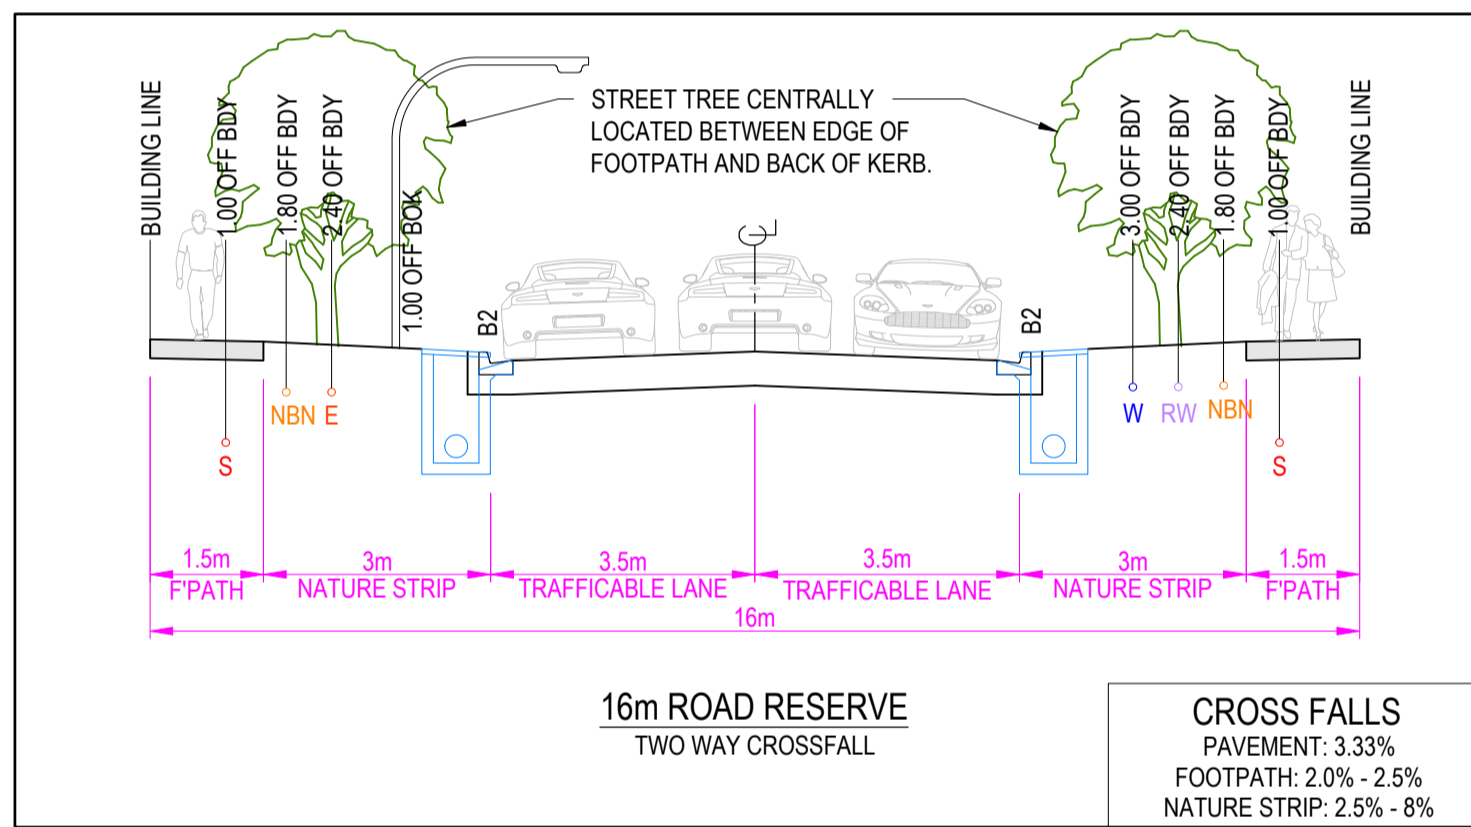 BUILDING LINE
1.00 OFF BDY
1.80 OFF BDY
2.40 OFF BDY
1.00 OFF BOK
STREET TREE CENTRALLY
LOCATED BETWEEN EDGE OF
FOOTPATH AND BACK OF KERB.
3.00 OFF BDY
2.40 OFF BDY
1.80 OFF BDY
1.00 OFF BDY
BUILDING LINE
CL
B2
B2
NBN
E
S
W
RW
NBN
S
1.5m
F'PATH
3m
NATURE STRIP
3.5m
TRAFFICABLE LANE
3.5m
TRAFFICABLE LANE
3m
NATURE STRIP
1.5m
F'PATH
16m
16m ROAD RESERVE
TWO WAY CROSSFALL
CROSS FALLS
PAVEMENT: 3.33%
FOOTPATH: 2.0% - 2.5%
NATURE STRIP: 2.5% - 8%